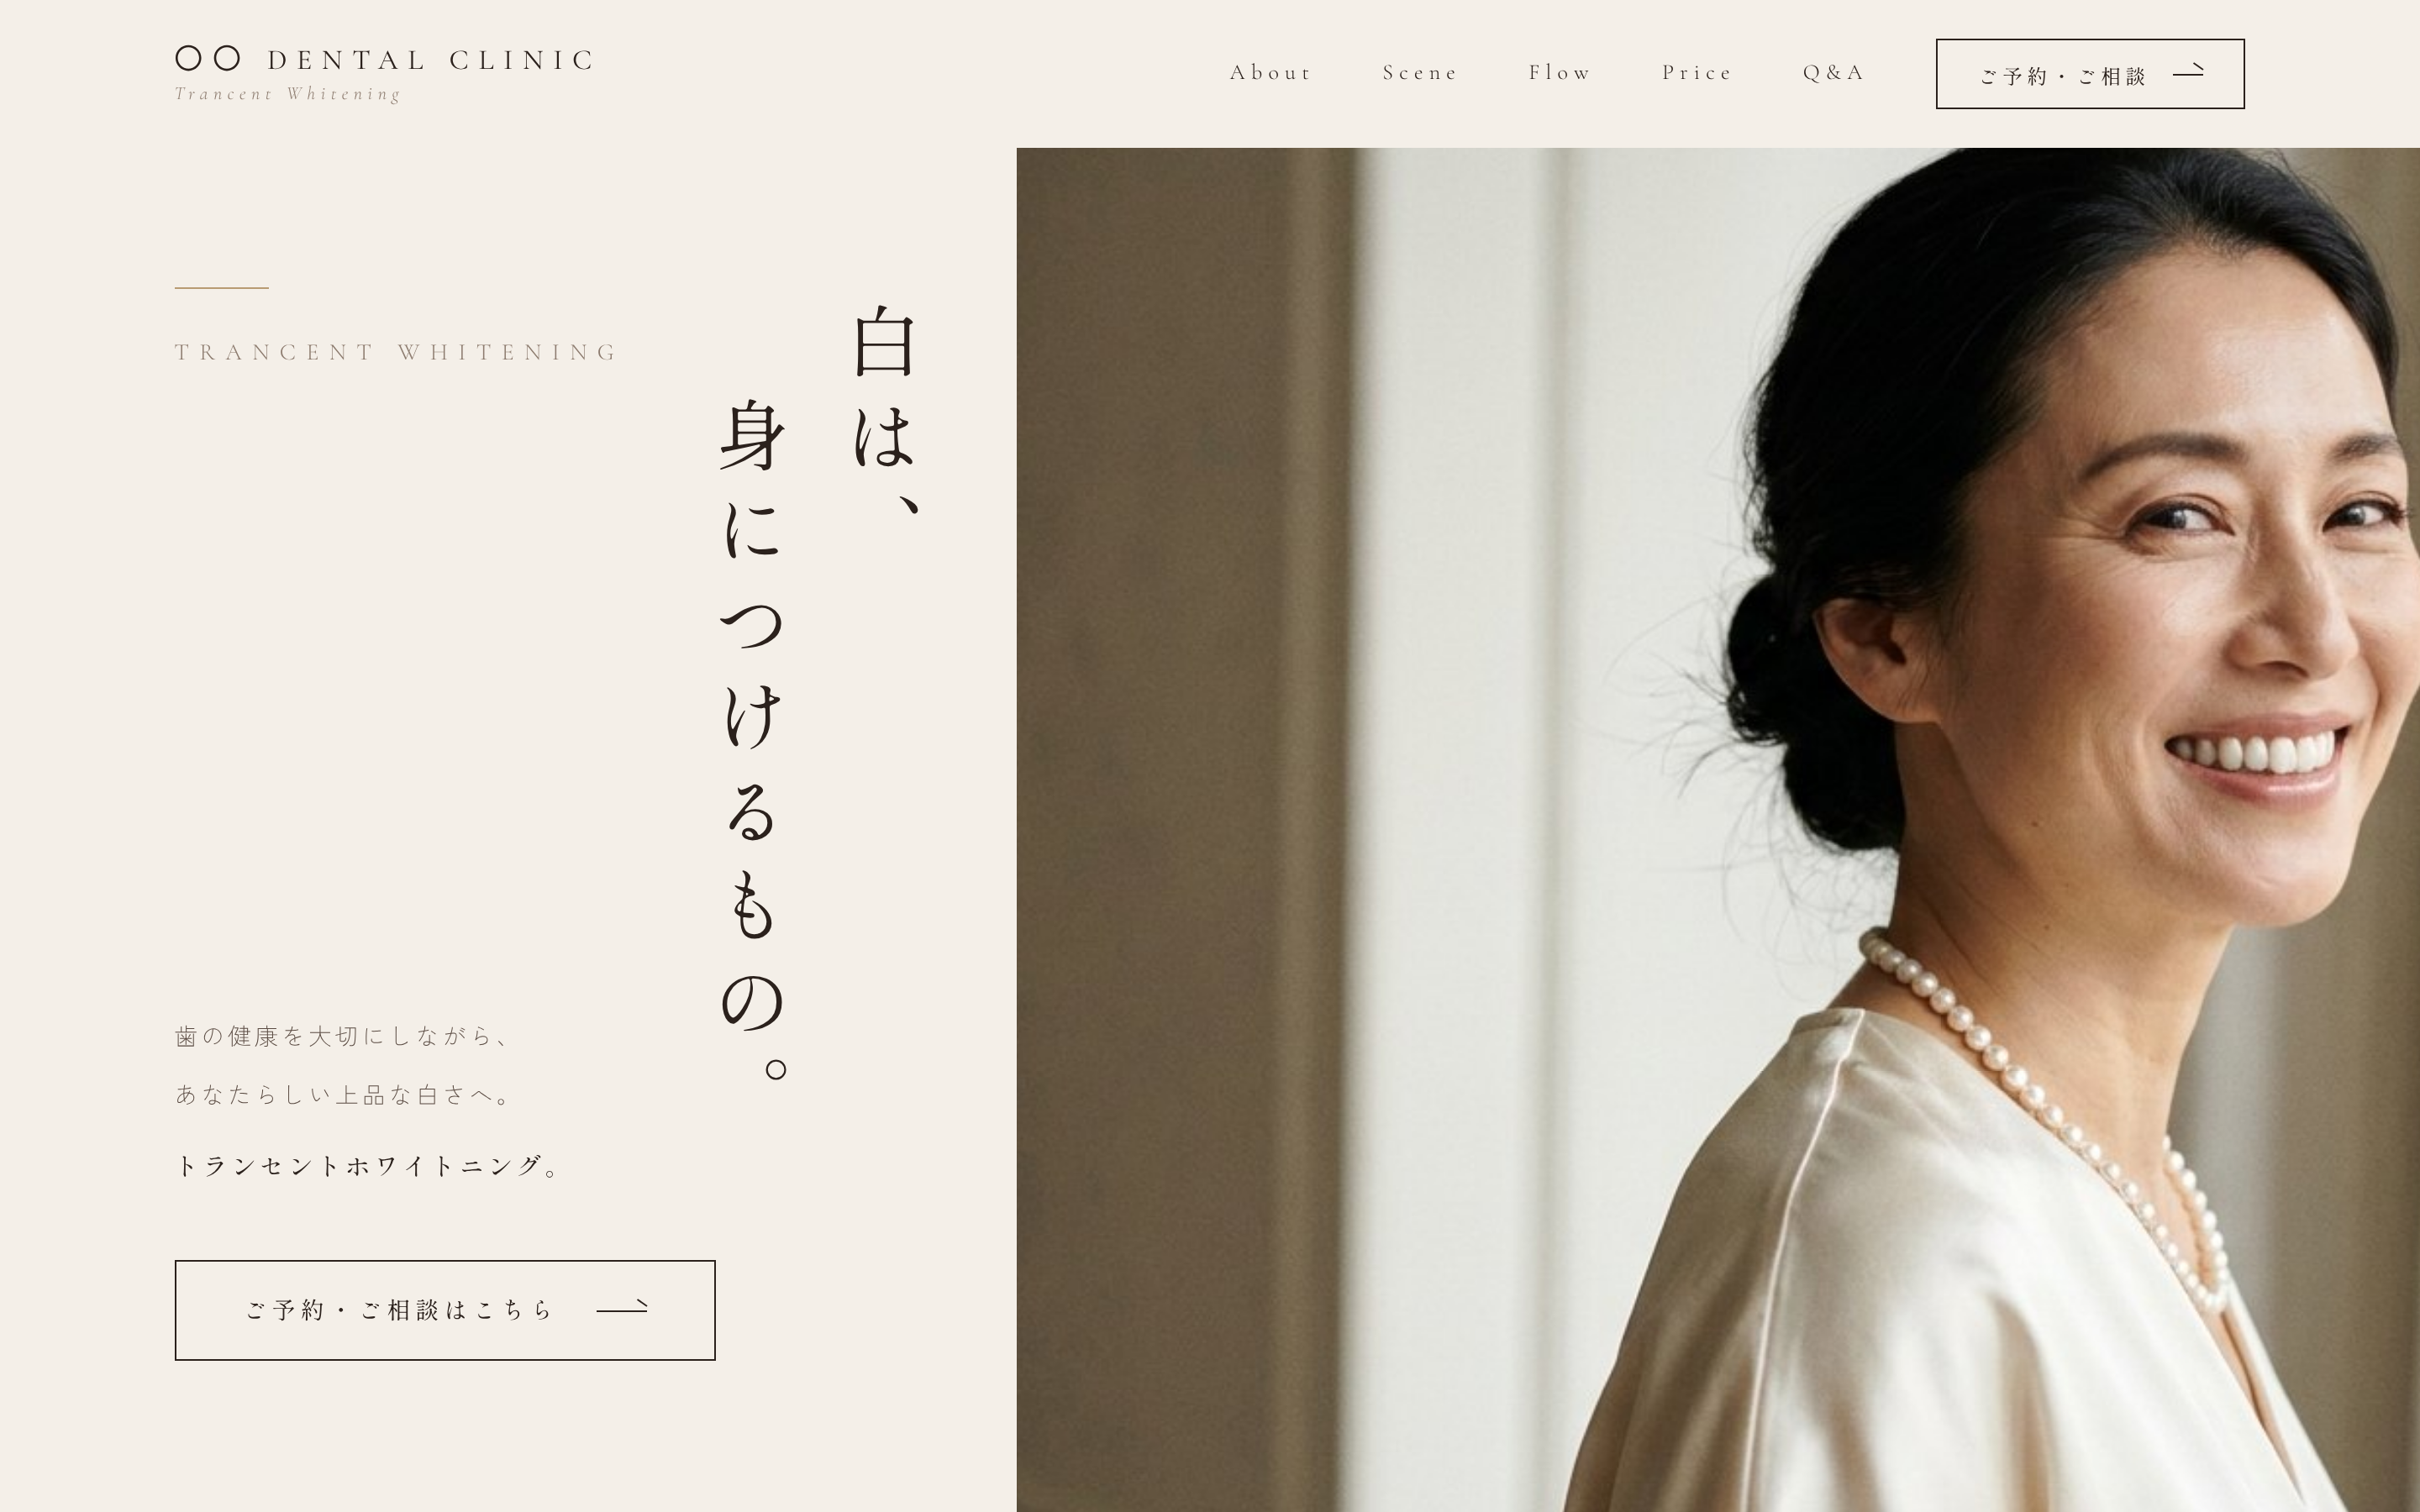 ○○ DENTAL CLINIC
Trancent Whitening
About
Scene
Flow
Price
Q&A
ご予約・ご相談
TRANCENT WHITENING
白は、
身につけるもの。
歯の健康を大切にしながら、
あなたらしい上品な白さへ。
トランセントホワイトニング。
ご予約・ご相談はこちら